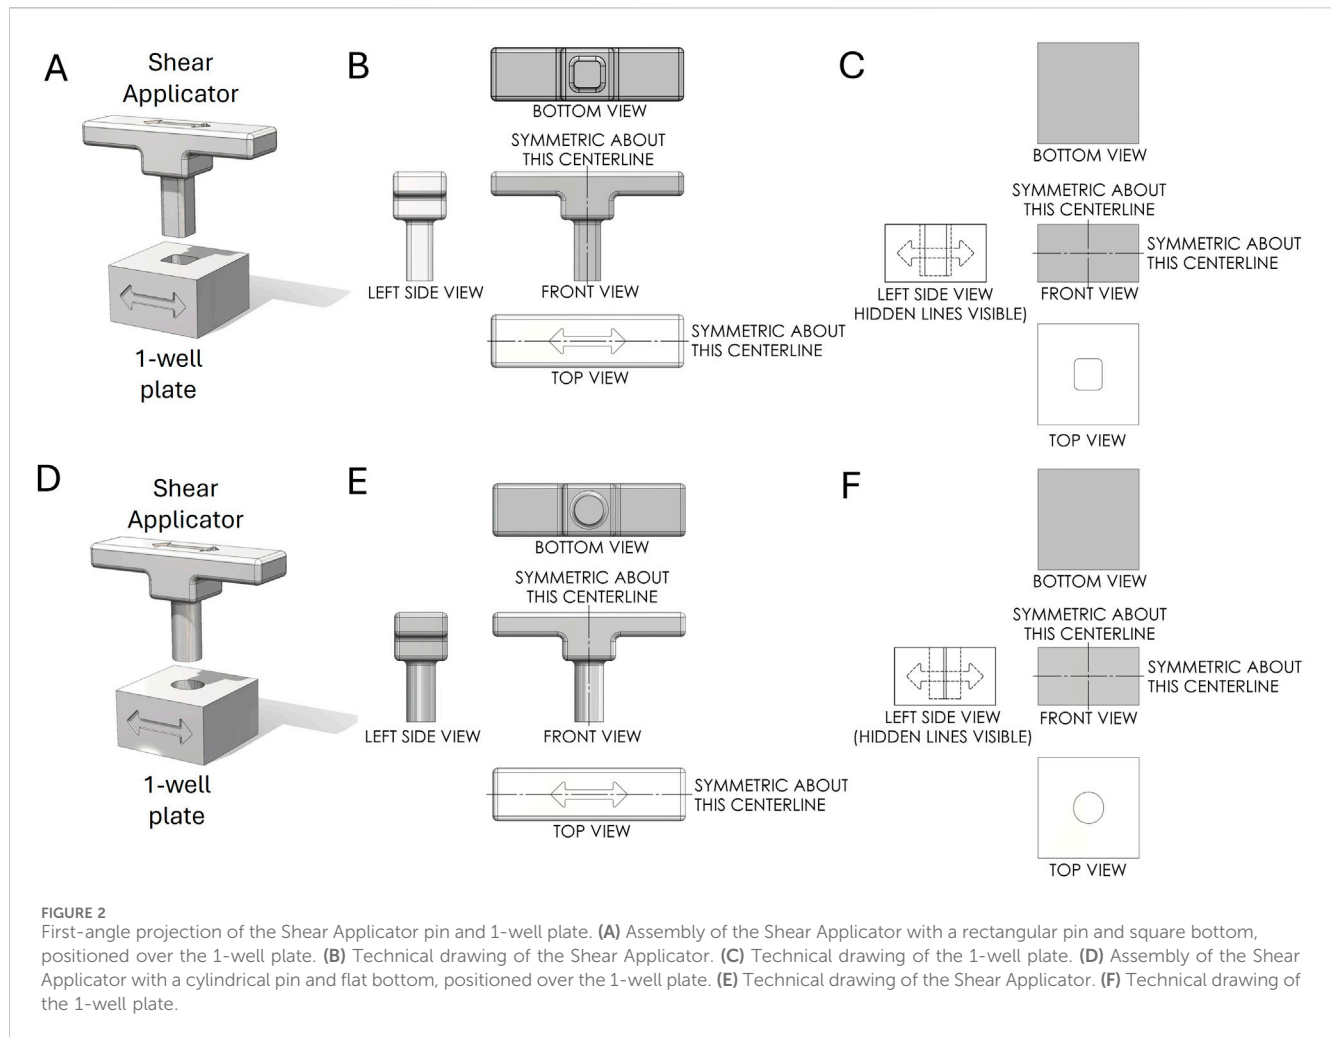 A
Shear
Applicator
1-well
plate
B
BOTTOM VIEW
SYMMETRIC ABOUT
THIS CENTERLINE
LEFT SIDE VIEW
FRONT VIEW
SYMMETRIC ABOUT
THIS CENTERLINE
TOP VIEW
C
BOTTOM VIEW
SYMMETRIC ABOUT
THIS CENTERLINE
SYMMETRIC ABOUT
THIS CENTERLINE
LEFT SIDE VIEW
HIDDEN LINES VISIBLE)
FRONT VIEW
TOP VIEW
D
Shear
Applicator
1-well
plate
E
BOTTOM VIEW
SYMMETRIC ABOUT
THIS CENTERLINE
LEFT SIDE VIEW
FRONT VIEW
SYMMETRIC ABOUT
THIS CENTERLINE
TOP VIEW
F
BOTTOM VIEW
SYMMETRIC ABOUT
THIS CENTERLINE
SYMMETRIC ABOUT
THIS CENTERLINE
LEFT SIDE VIEW
(HIDDEN LINES VISIBLE)
FRONT VIEW
TOP VIEW
FIGURE 2
First-angle projection of the Shear Applicator pin and 1-well plate. (A) Assembly of the Shear Applicator with a rectangular pin and square bottom,
positioned over the 1-well plate. (B) Technical drawing of the Shear Applicator. (C) Technical drawing of the 1-well plate. (D) Assembly of the Shear
Applicator with a cylindrical pin and flat bottom, positioned over the 1-well plate. (E) Technical drawing of the Shear Applicator. (F) Technical drawing of
the 1-well plate.